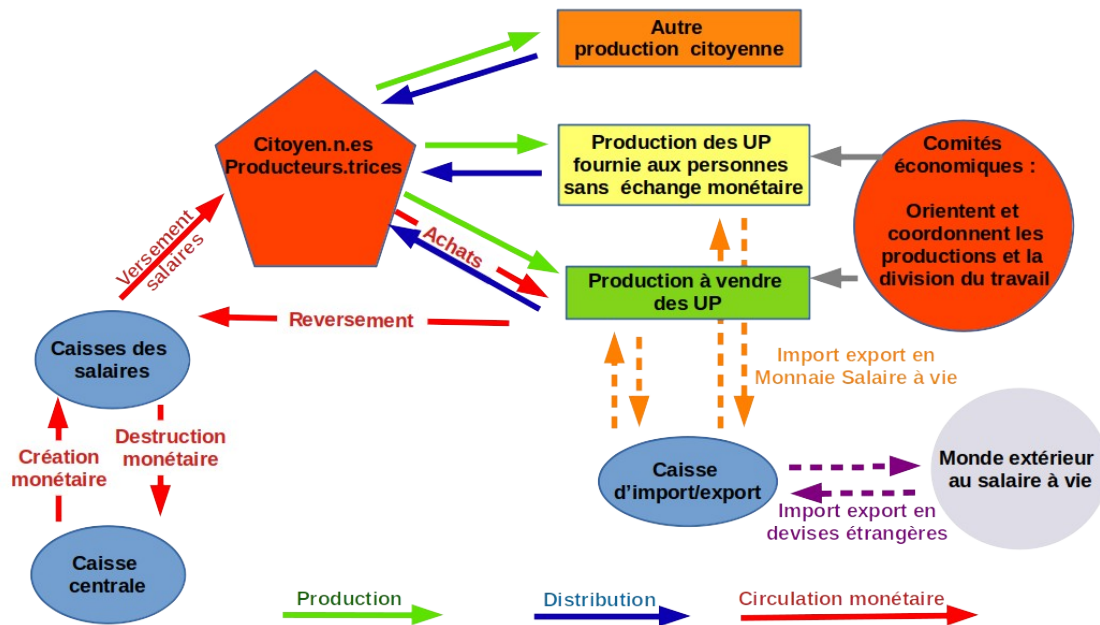 Autre
production citoyenne
Citoyen.n.es
Producteurs.trices
Production des UP
fournie aux personnes
sans échange monétaire
Comités
économiques :
Orientent et
coordonnent les
productions et la
division du travail
Achats
Versement
salaires
Production à vendre
des UP
Reversement
Caisses des
salaires
Import export en
Monnaie Salaire à vie
Création
monétaire
Destruction
monétaire
Caisse
d'import/export
Monde extérieur
au salaire à vie
Import export en
devises étrangères
Caisse
centrale
Production
Distribution
Circulation monétaire